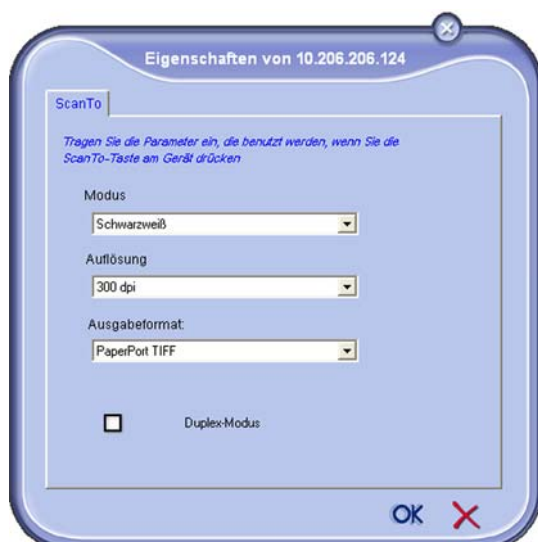 Eigenschaften von 10.206.206.124
ScanTo
Tragen Sie die Parameter ein, die benutzt werden, wenn Sie die
ScanTo-Taste am Gerät drücken
Modus
Schwarzweiß
Auflösung
300 dpi
Ausgabeformat:
PaperPort TIFF
Duplex-Modus
OK